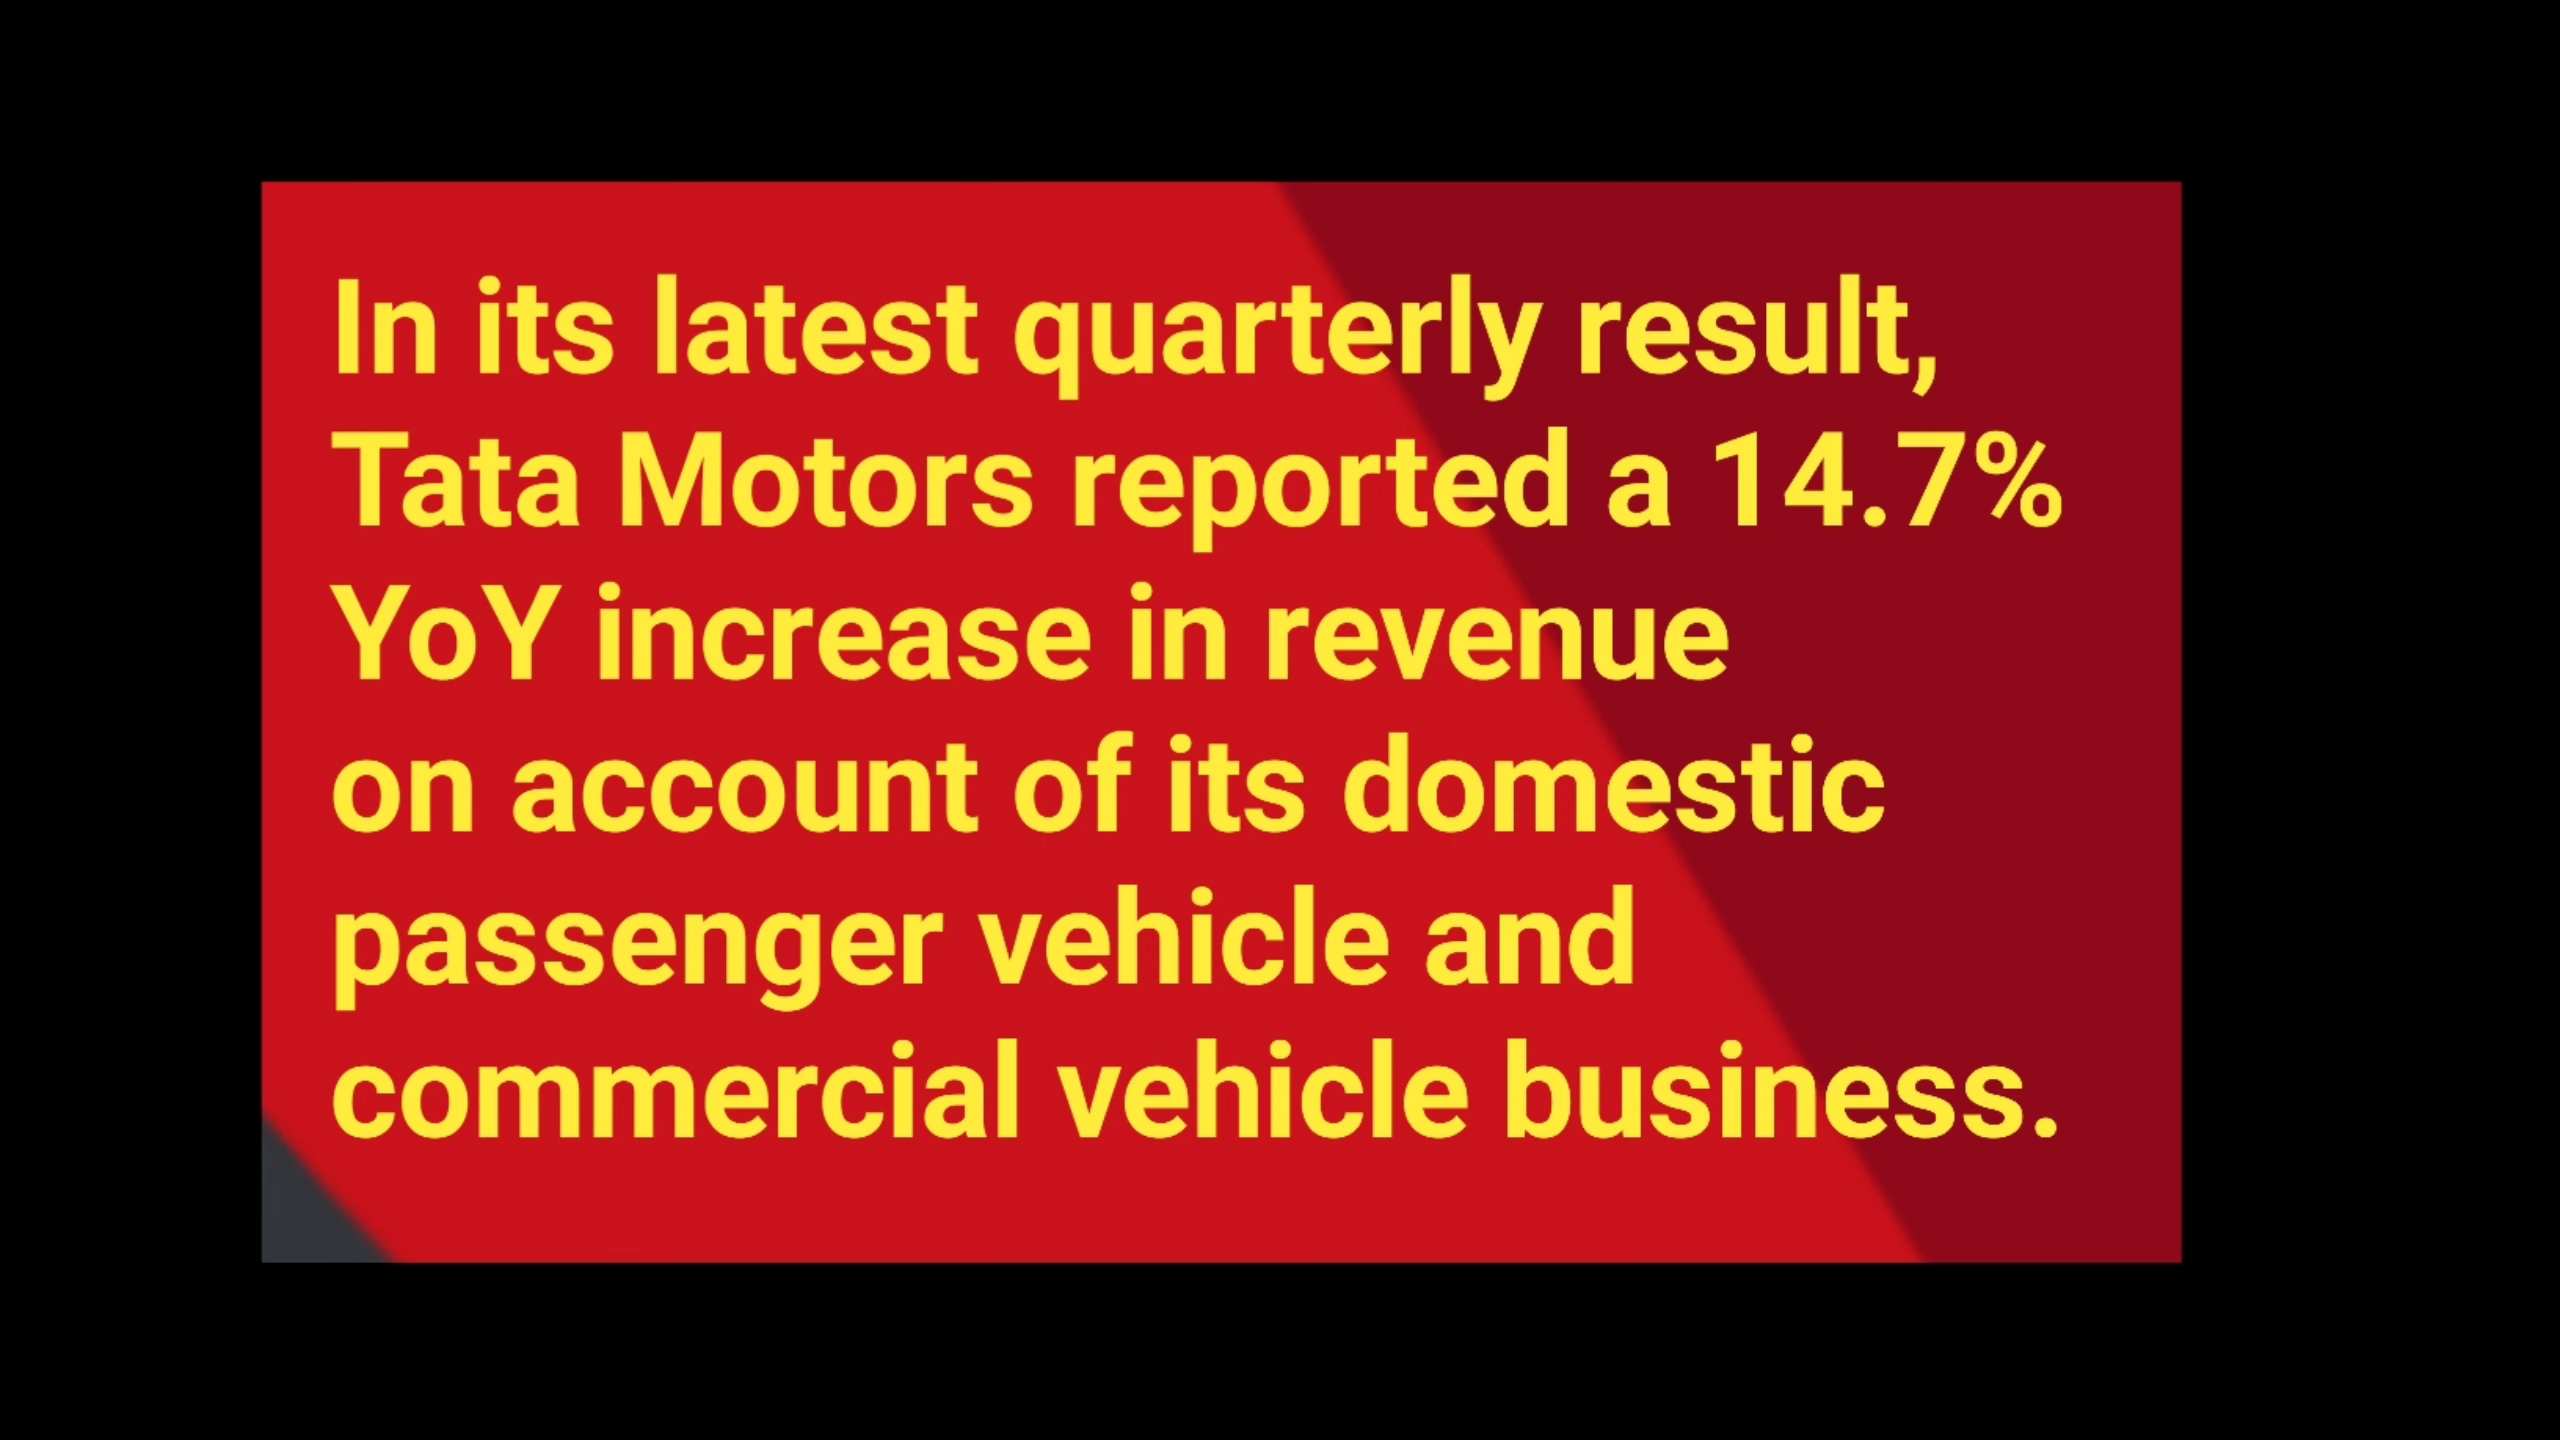 In its latest quarterly result,
Tata Motors reported a 14.7%
YoY increase in revenue
on account of its domestic
passenger vehicle and
commercial vehicle business.